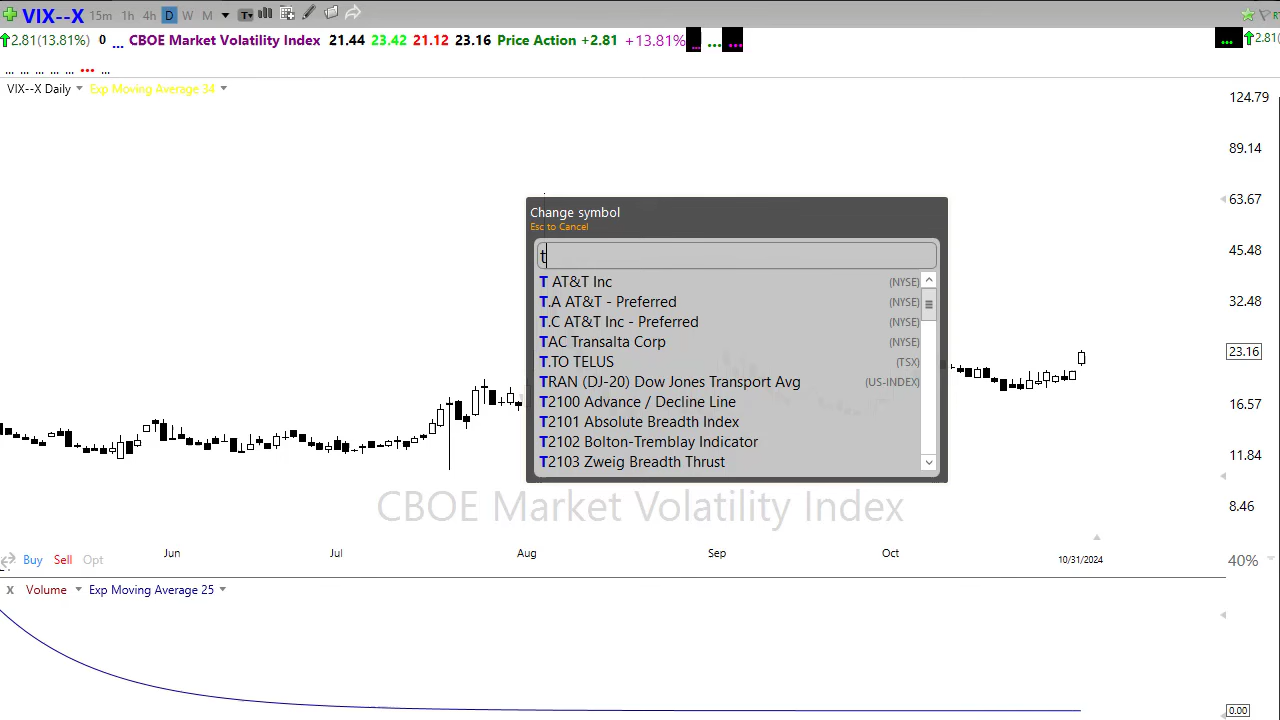 VIX--X 15m 1h 4h D W M T
2.81(13.81%) 0 ... CBOE Market Volatility Index 21.44 23.42 21.12 23.16 Price Action +2.81 +13.81% ... ... ... ... 2.81(
... ... ... ... ... ... ...
VIX--X Daily Exp Moving Average 34
124.79
89.14
63.67
45.48
32.48
23.16
16.57
11.84
8.46
Change symbol
Esc to Cancel
t
T AT&T Inc (NYSE)
T.A AT&T - Preferred (NYSE)
T.C AT&T Inc - Preferred (NYSE)
TAC Transalta Corp (NYSE)
T.TO TELUS (TSX)
TRAN (DJ-20) Dow Jones Transport Avg (US-INDEX)
T2100 Advance / Decline Line
T2101 Absolute Breadth Index
T2102 Bolton-Tremblay Indicator
T2103 Zweig Breadth Thrust
CBOE Market Volatility Index
Jun Jul Aug Sep Oct 10/31/2024
Buy Sell Opt 40%
X Volume Exp Moving Average 25
0.00